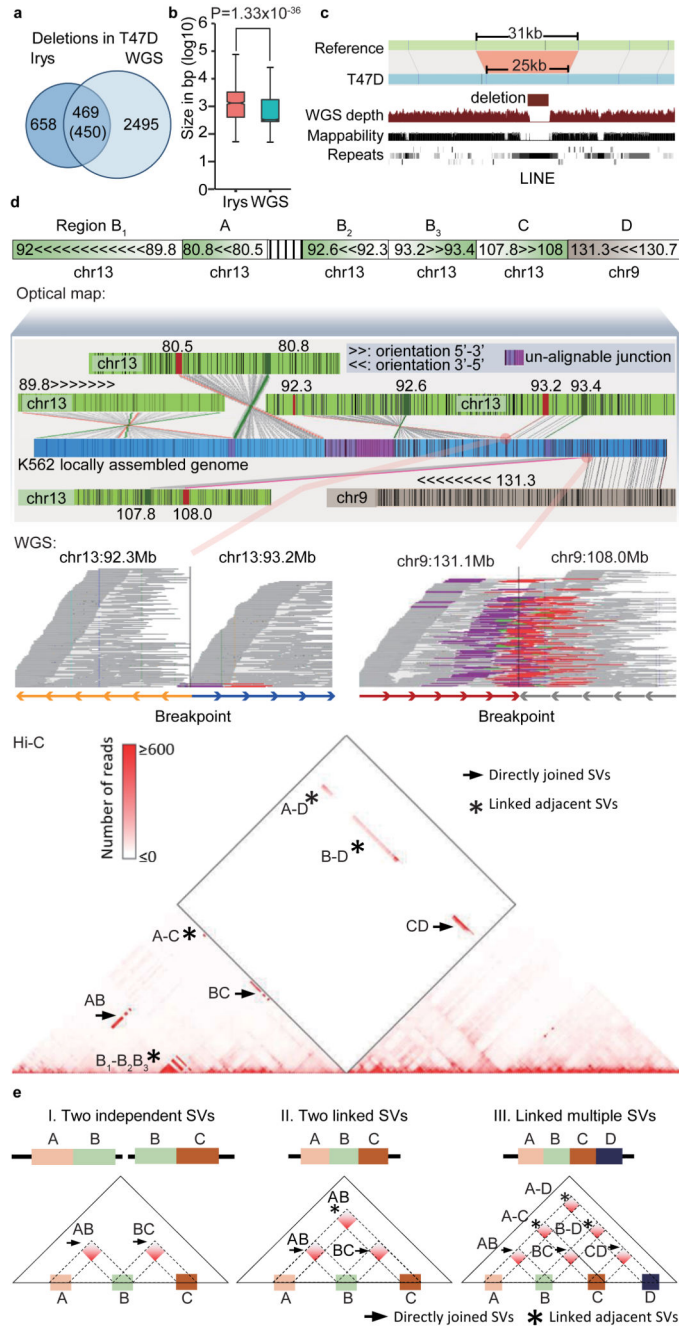 a
Deletions in T47D
Irys WGS
658 469 (450) 2495
b
P=1.33x10-36
Size in bp (log10)
6
5
4
3
2
1
0
Irys WGS
c
31kb
Reference
25kb
T47D
deletion
WGS depth
Mappability
Repeats
LINE
d
Region B1 A B2 B3 C D
92<<<<<<<<<<<<89.8 80.8<<80.5 92.6<<92.3 93.2>>93.4 107.8>>108 131.3<<<130.7
chr13 chr13 chr13 chr13 chr13 chr9
Optical map:
80.5 80.8
chr13
>>: orientation 5'-3'
<<: orientation 3'-5'
un-alignable junction
89.8>>>>>>>
92.3 92.6 93.2 93.4
chr13 chr13
K562 locally assembled genome
<<<<<<<< 131.3
chr13 chr9
107.8 108.0
WGS:
chr13:92.3Mb chr13:93.2Mb chr9:131.1Mb chr9:108.0Mb
Breakpoint Breakpoint
Hi-C
Number of reads
≥600
≤0
Directly joined SVs
* Linked adjacent SVs
A-D *
B-D *
A-C *
CD
AB
BC
B1-B2B3 *
e
I. Two independent SVs II. Two linked SVs III. Linked multiple SVs
A B B C A B C A B C D
AB BC
A B C
AB
*
AB BC
A B C
A-D
*
A-C * B-D *
AB BC CD
A B C D
Directly joined SVs * Linked adjacent SVs